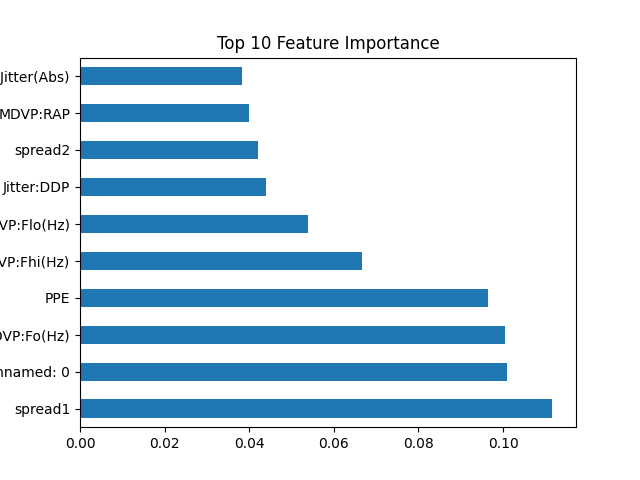 Top 10 Feature Importance
Jitter(Abs)
MDVP:RAP
spread2
Jitter:DDP
VP:Flo(Hz)
VP:Fhi(Hz)
PPE
DVP:Fo(Hz)
nnamed: 0
spread1
0.00 0.02 0.04 0.06 0.08 0.10